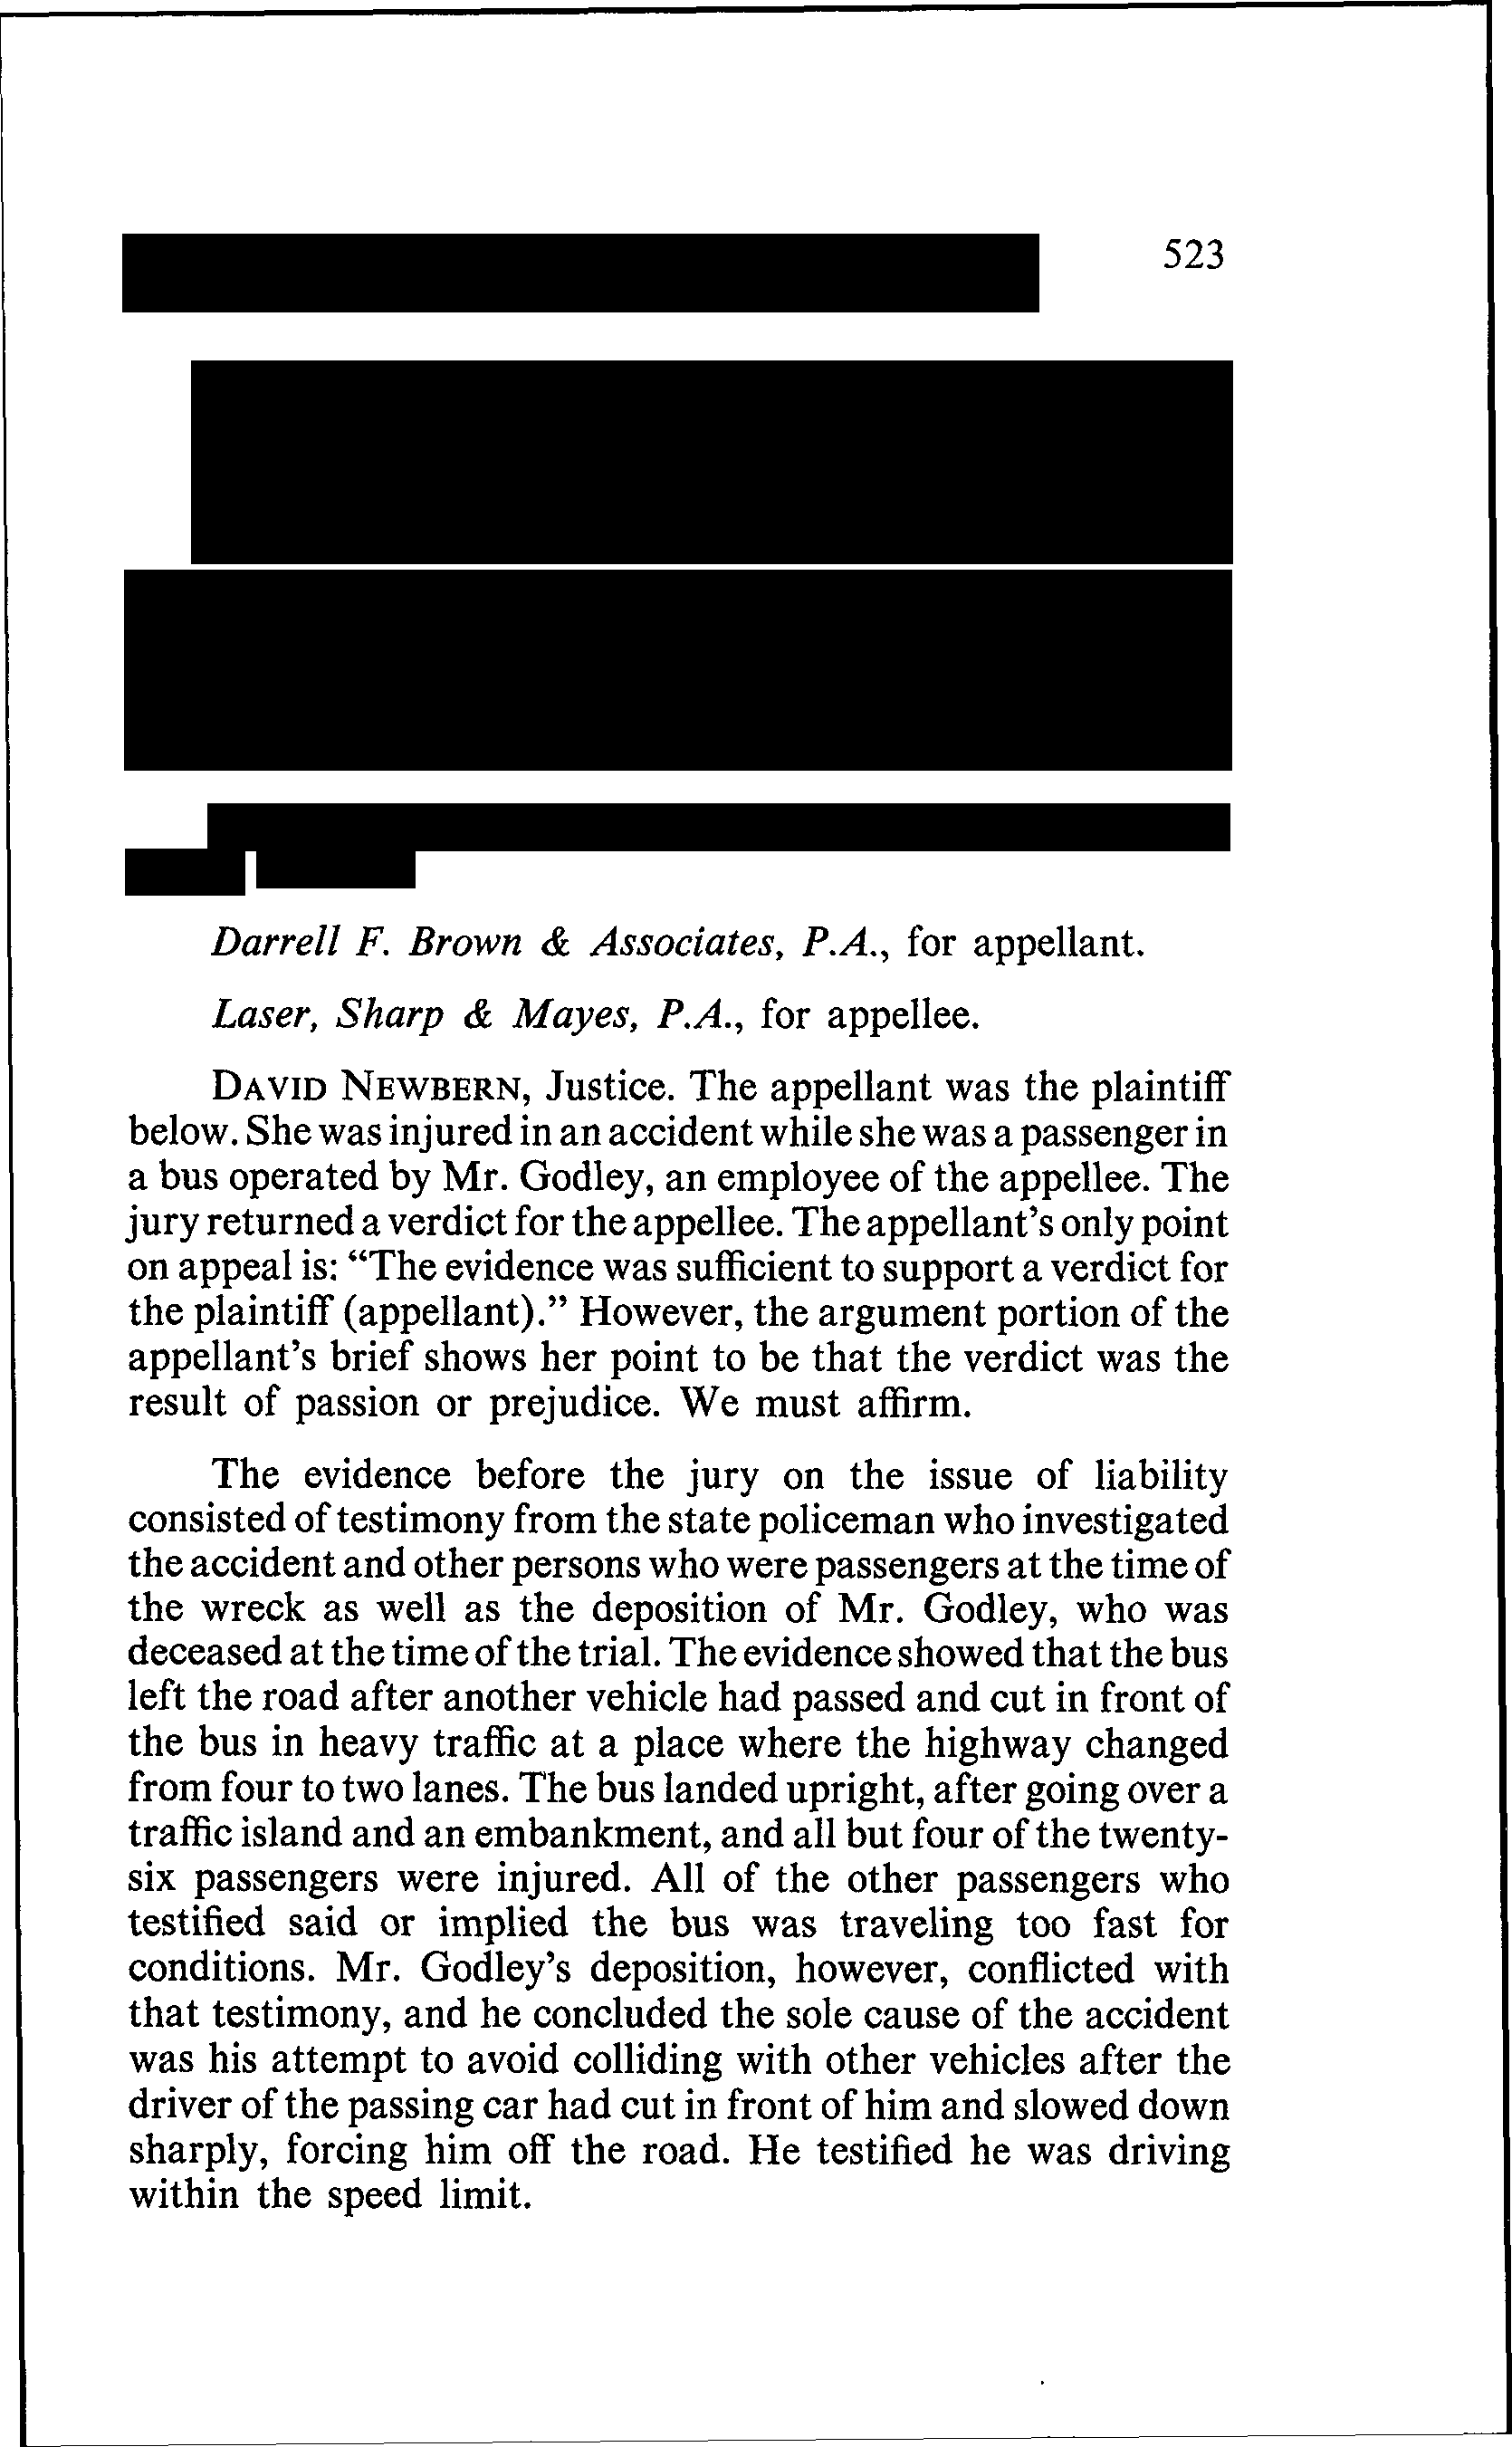 523
Darrell F. Brown & Associates, P.A., for appellant.
Laser, Sharp & Mayes, P.A., for appellee.
DAVID NEWBERN, Justice. The appellant was the plaintiff
below. She was injured in an accident while she was a passenger in
a bus operated by Mr. Godley, an employee of the appellee. The
jury returned a verdict for the appellee. The appellant's only point
on appeal is: “The evidence was sufficient to support a verdict for
the plaintiff (appellant).” However, the argument portion of the
appellant's brief shows her point to be that the verdict was the
result of passion or prejudice. We must affirm.
The evidence before the jury on the issue of liability
consisted of testimony from the state policeman who investigated
the accident and other persons who were passengers at the time of
the wreck as well as the deposition of Mr. Godley, who was
deceased at the time of the trial. The evidence showed that the bus
left the road after another vehicle had passed and cut in front of
the bus in heavy traffic at a place where the highway changed
from four to two lanes. The bus landed upright, after going over a
traffic island and an embankment, and all but four of the twenty-
six passengers were injured. All of the other passengers who
testified said or implied the bus was traveling too fast for
conditions. Mr. Godley's deposition, however, conflicted with
that testimony, and he concluded the sole cause of the accident
was his attempt to avoid colliding with other vehicles after the
driver of the passing car had cut in front of him and slowed down
sharply, forcing him off the road. He testified he was driving
within the speed limit.